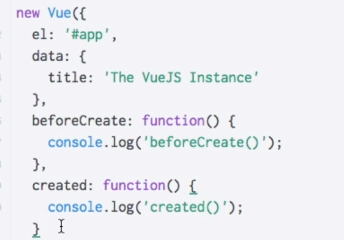 new Vue({
  el: '#app',
  data: {
    title: 'The VueJS Instance'
  },
  beforeCreate: function() {
    console.log('beforeCreate()');
  },
  created: function() {
    console.log('created()');
  }